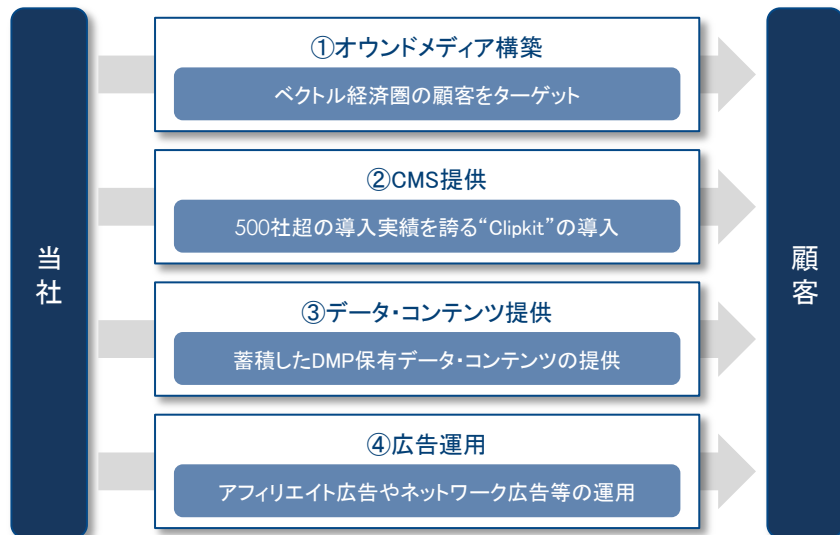 当社
①オウンドメディア構築
ベクトル経済圏の顧客をターゲット
②CMS提供
500社超の導入実績を誇る“Clipkit”の導入
③データ・コンテンツ提供
蓄積したDMP保有データ・コンテンツの提供
④広告運用
アフィリエイト広告やネットワーク広告等の運用
顧客